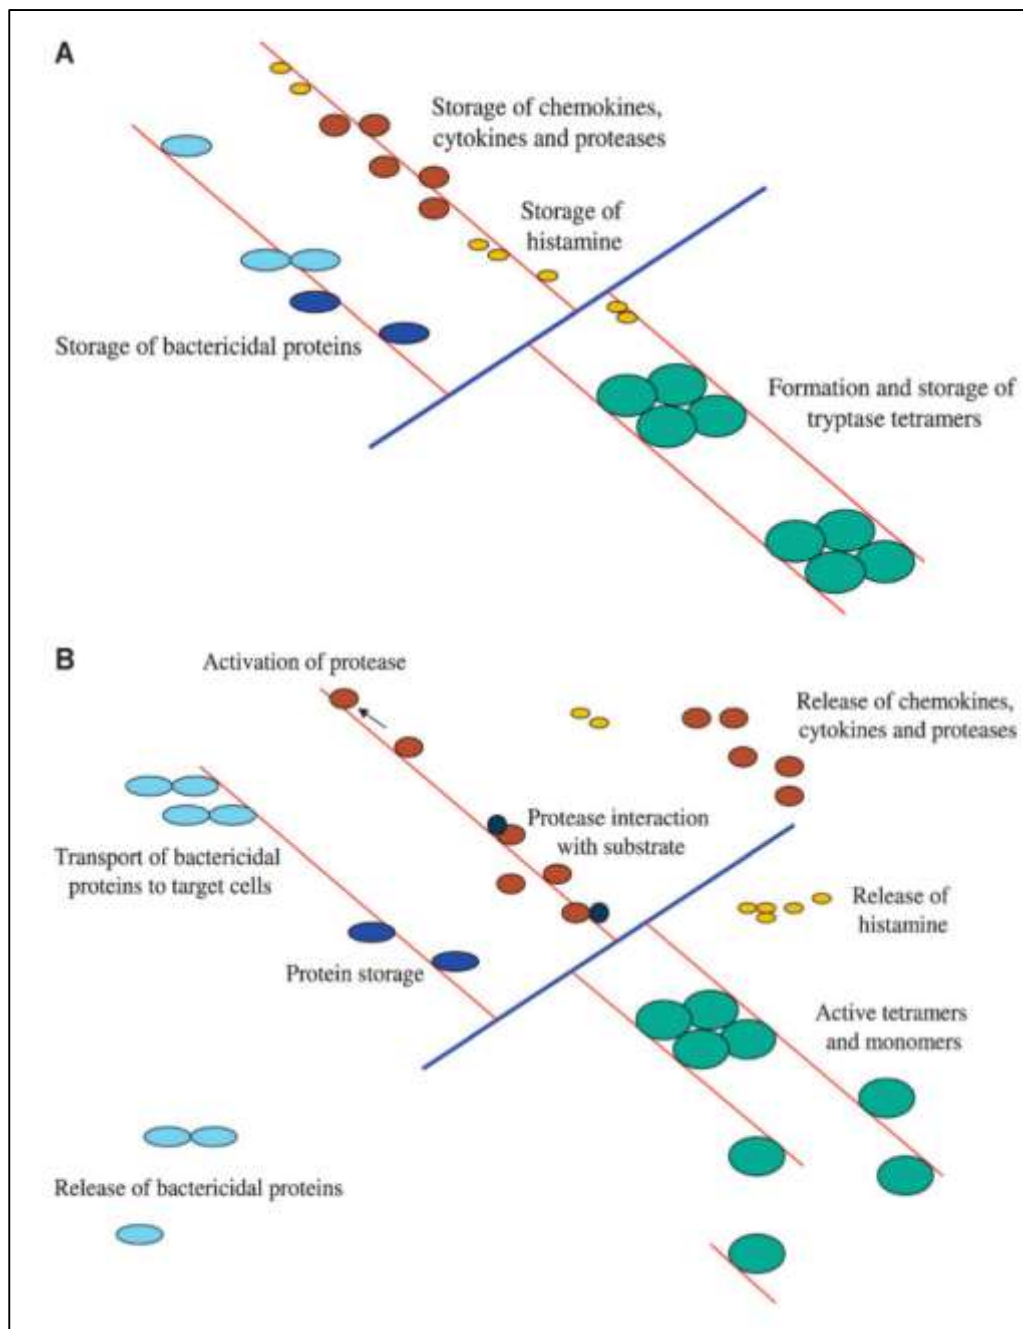 A
Storage of chemokines,
cytokines and proteases
Storage of
histamine
Storage of bactericidal proteins
Formation and storage of
tryptase tetramers
B
Activation of protease
Release of chemokines,
cytokines and proteases
Protease interaction
with substrate
Transport of bactericidal
proteins to target cells
Release of
histamine
Protein storage
Active tetramers
and monomers
Release of bactericidal proteins